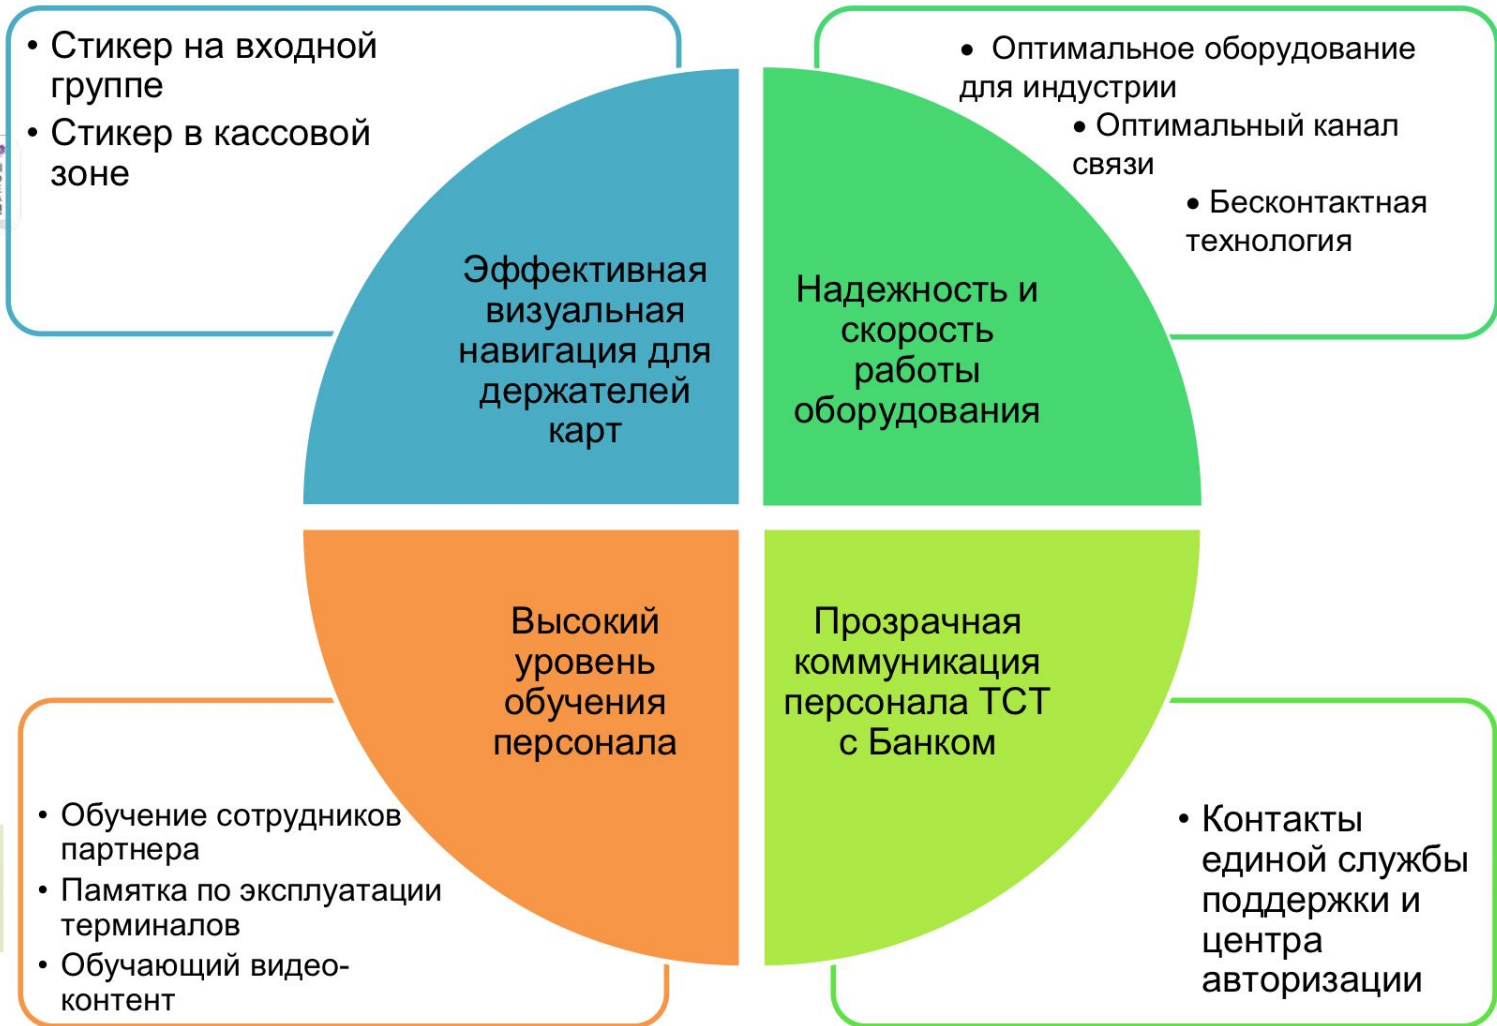 • Стикер на входной
группе
• Стикер в кассовой
зоне
• Оптимальное оборудование
для индустрии
• Оптимальный канал
связи
• Бесконтактная
технология
Эффективная
визуальная
навигация для
держателей
карт
Надежность и
скорость
работы
оборудования
Высокий
уровень
обучения
персонала
Прозрачная
коммуникация
персонала ТСТ
с Банком
• Обучение сотрудников
партнера
• Памятка по эксплуатации
терминалов
• Обучающий видео-
контент
• Контакты
единой службы
поддержки и
центра
авторизации